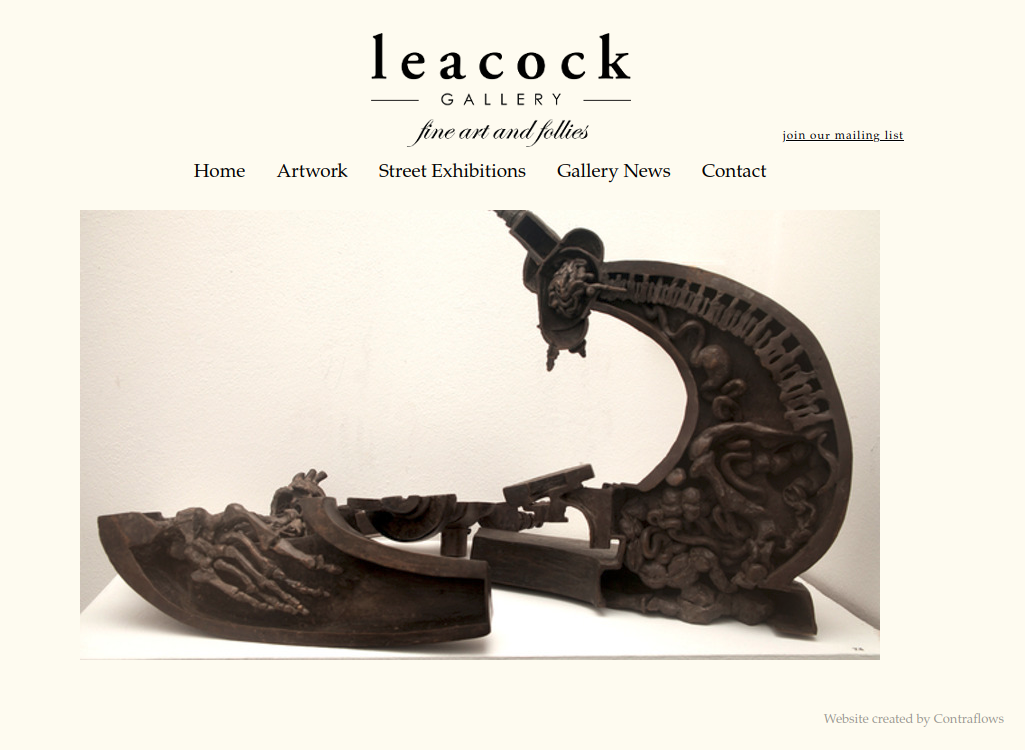 leacock
GALLERY
fine art and follies
join our mailing list
Home Artwork Street Exhibitions Gallery News Contact
Website created by Contraflows